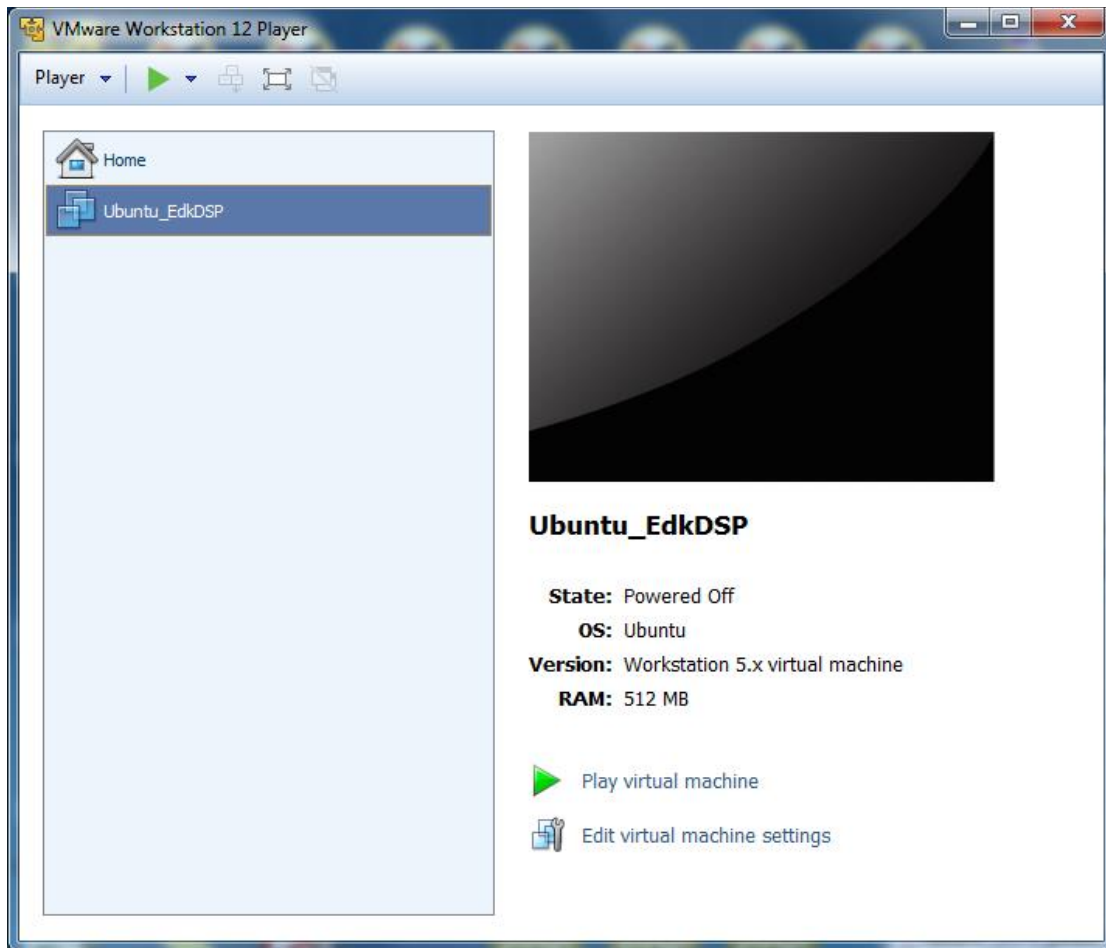 VMware Workstation 12 Player
Player
Home
Ubuntu_EdkDSP
Ubuntu_EdkDSP
State: Powered Off
OS: Ubuntu
Version: Workstation 5.x virtual machine
RAM: 512 MB
Play virtual machine
Edit virtual machine settings